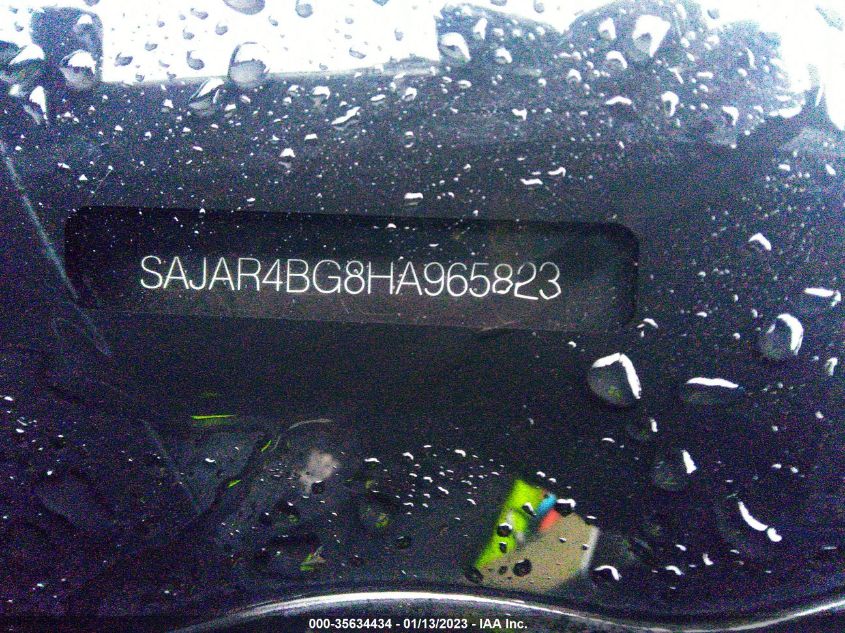 SAJAR4BG8HA965823
000-35634434 - 01/13/2023 - IAA Inc.